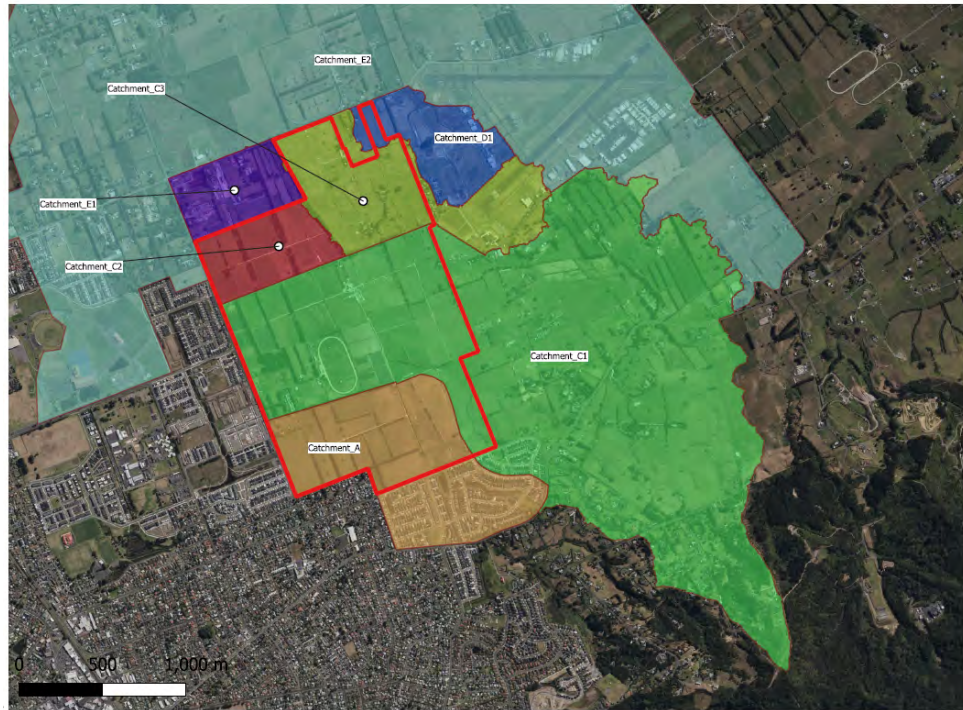 Catchment_E2
Catchment_C3
Catchment_D1
Catchment_E1
Catchment_C2
Catchment_C1
Catchment_A
0 500 1,000 m